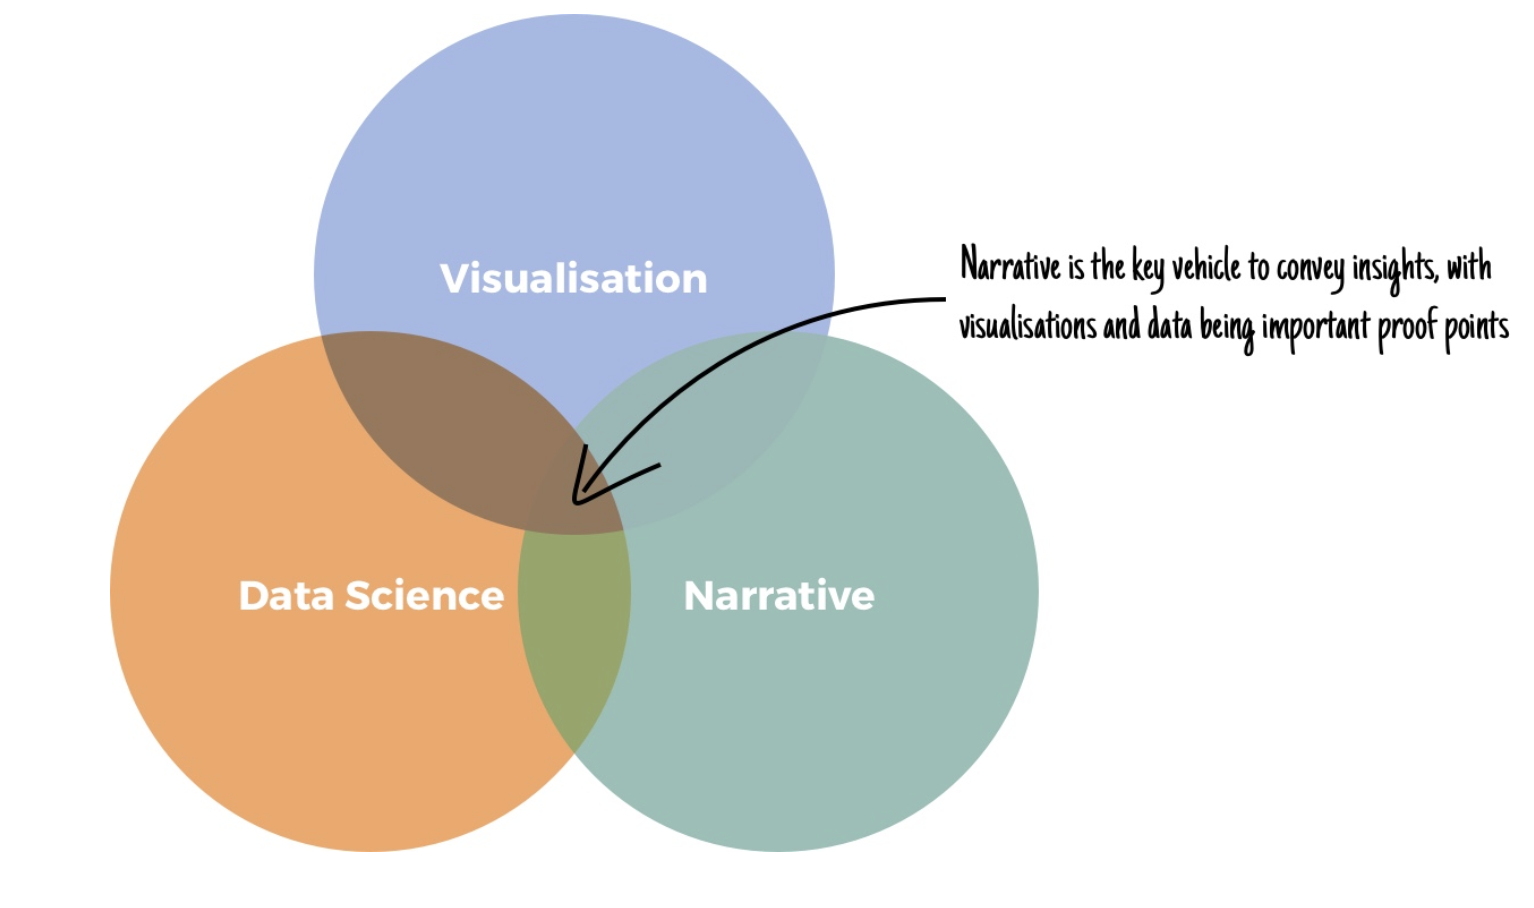 Visualisation
Narrative is the key vehicle to convey insights, with
visualisations and data being important proof points
Data Science
Narrative